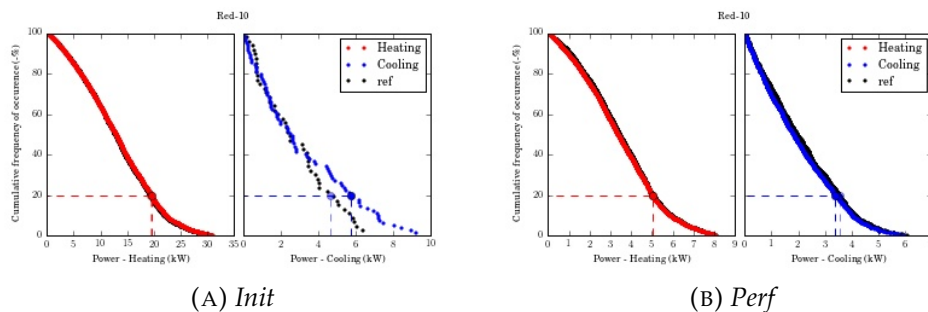 Red-10
Cumulative frequency of occurence(-%)
100
80
60
40
20
0
0 5 10 15 20 25 30 35
Power - Heating (kW)
Heating
Cooling
ref
0 2 4 6 8 10
Power - Cooling (kW)
(A) Init
Red-10
Cumulative frequency of occurence(-%)
100
80
60
40
20
0
0 1 2 3 4 5 6 7 8 9
Power - Heating (kW)
Heating
Cooling
ref
0 1 2 3 4 5 6 7
Power - Cooling (kW)
(B) Perf